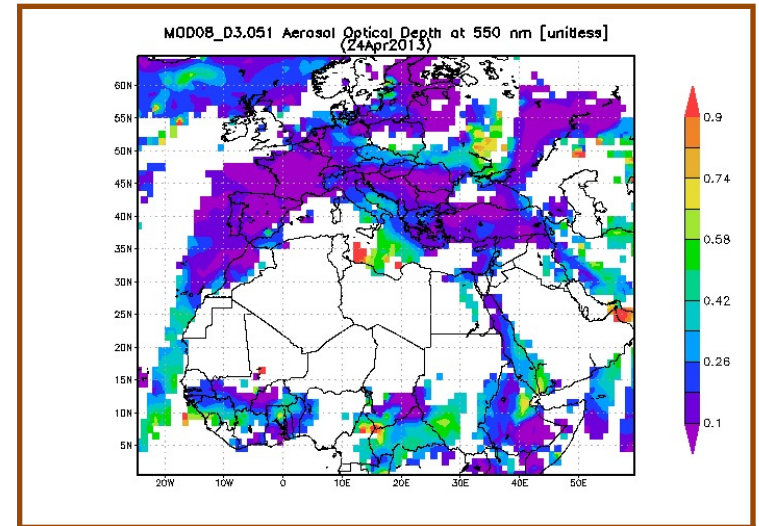 MOD08_D3.051 Aerosol Optical Depth at 550 nm [unitless]
(24Apr2013)
60N
55N
50N
45N
40N
35N
30N
25N
20N
15N
10N
5N
20W
10W
0
10E
20E
30E
40E
50E
0.9
0.74
0.58
0.42
0.26
0.1